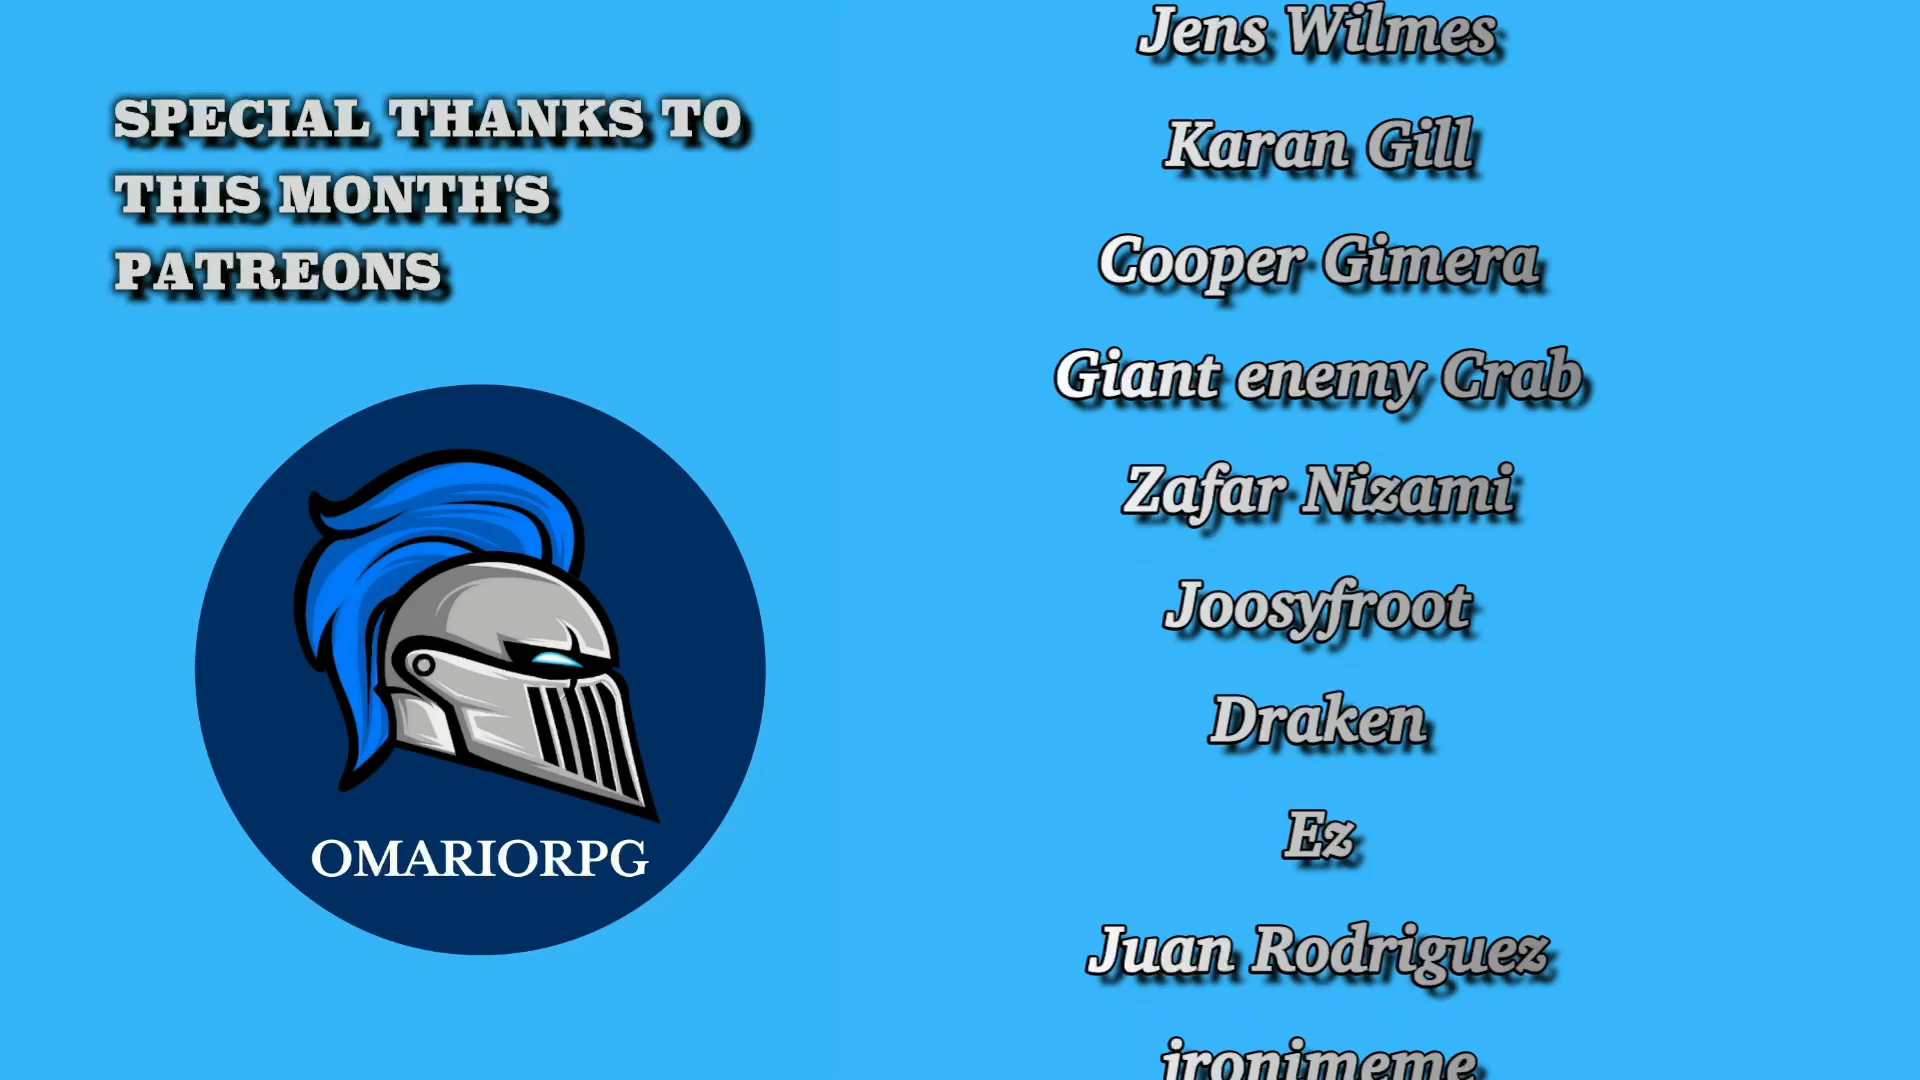 SPECIAL THANKS TO
THIS MONTH'S
PATREONS
OMARIORPG
Jens Wilmes
Karan Gill
Cooper Gimera
Giant enemy Crab
Zafar Nizami
Joosyfroot
Draken
Ez
Juan Rodriguez
ironimeme